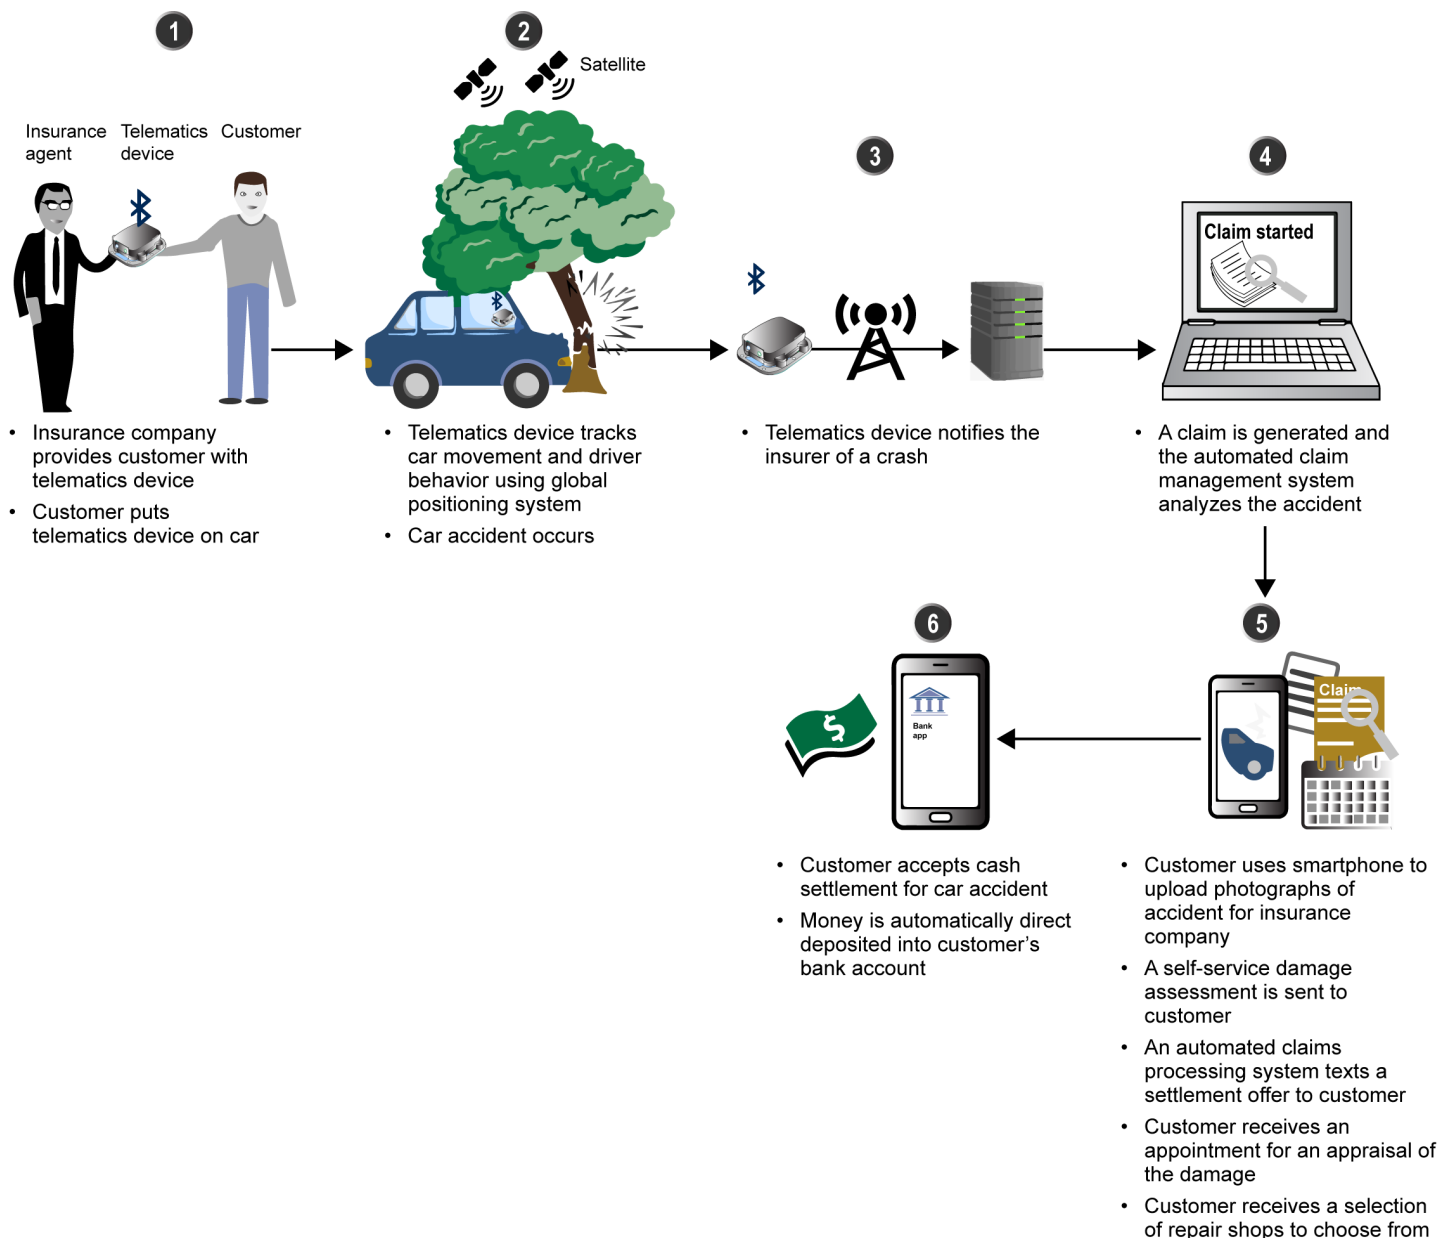 1
Insurance
agent
Telematics
device
Customer
• Insurance company
provides customer with
telematics device
• Customer puts
telematics device on car
2
Satellite
• Telematics device tracks
car movement and driver
behavior using global
positioning system
• Car accident occurs
3
• Telematics device notifies the
insurer of a crash
4
Claim started
• A claim is generated and
the automated claim
management system
analyzes the accident
5
Claim
• Customer uses smartphone to
upload photographs of
accident for insurance
company
• A self-service damage
assessment is sent to
customer
• An automated claims
processing system texts a
settlement offer to customer
• Customer receives an
appointment for an appraisal of
the damage
• Customer receives a selection
of repair shops to choose from
6
$
Bank
app
• Customer accepts cash
settlement for car accident
• Money is automatically direct
deposited into customer’s
bank account